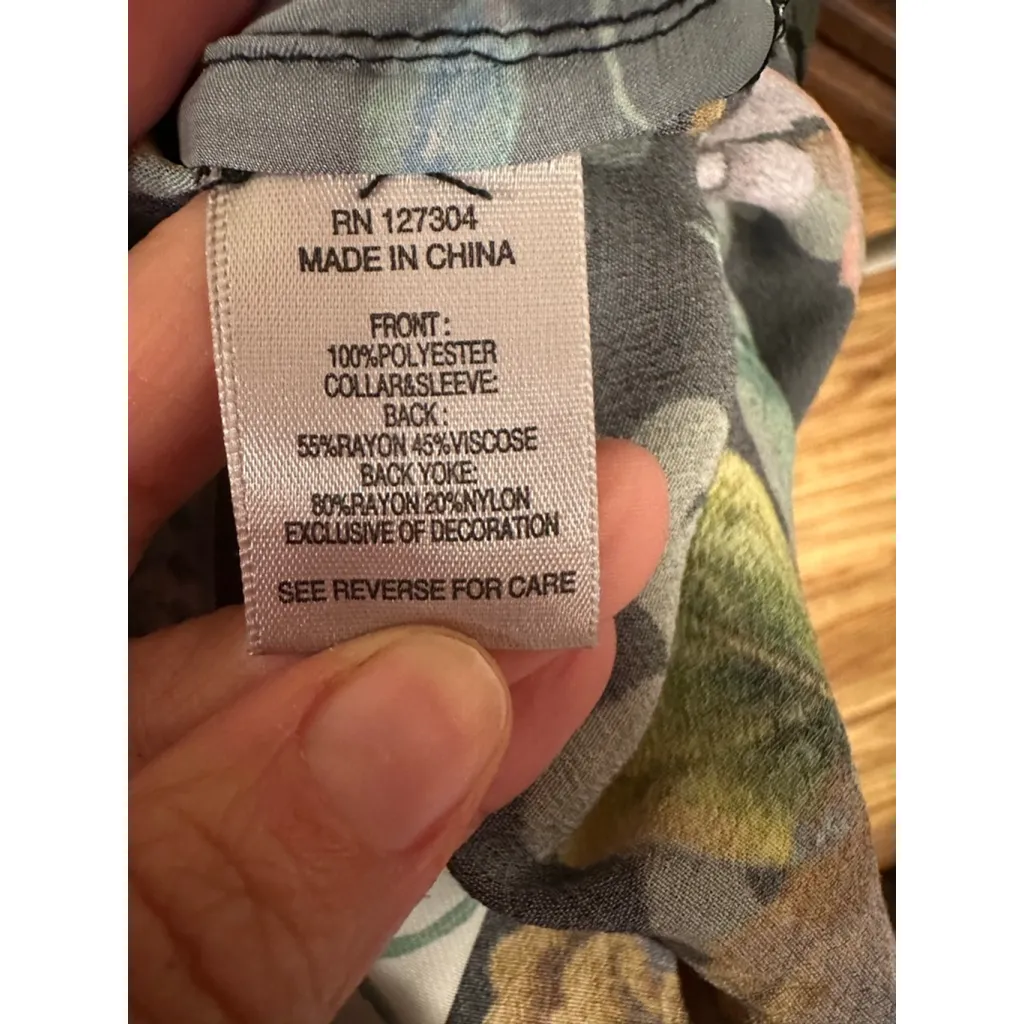 RN 127304
MADE IN CHINA
FRONT :
100%POLYESTER
COLLAR&SLEEVE:
BACK :
55%RAYON 45%VISCOSE
BACK YOKE:
80%RAYON 20%NYLON
EXCLUSIVE OF DECORATION
SEE REVERSE FOR CARE